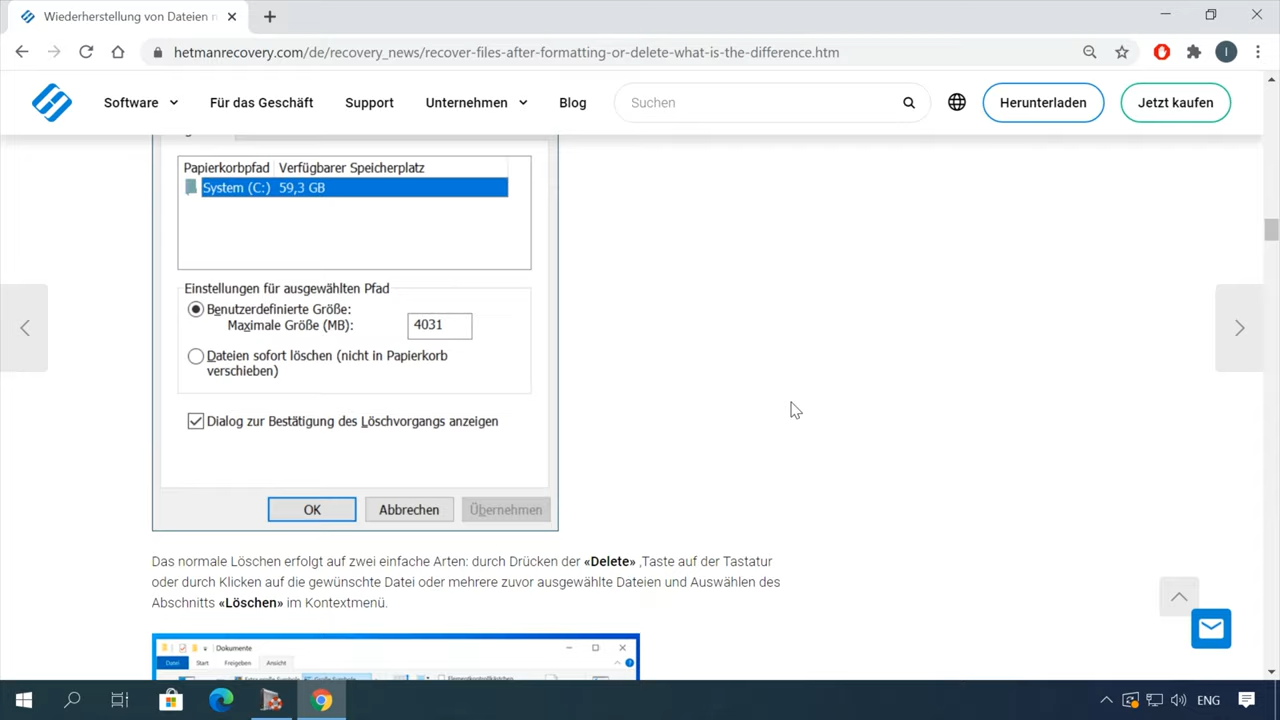 Wiederherstellung von Dateien n
hetmanrecovery.com/de/recovery_news/recover-files-after-formatting-or-delete-what-is-the-difference.htm
I
Software
Für das Geschäft
Support
Unternehmen
Blog
Suchen
Herunterladen
Jetzt kaufen
Papierkorbpfad Verfügbarer Speicherplatz
System (C:) 59,3 GB
Einstellungen für ausgewählten Pfad
Benutzerdefinierte Größe:
Maximale Größe (MB): 4031
Dateien sofort löschen (nicht in Papierkorb
verschieben)
Dialog zur Bestätigung des Löschvorgangs anzeigen
OK
Abbrechen
Übernehmen
Das normale Löschen erfolgt auf zwei einfache Arten: durch Drücken der «Delete» ,Taste auf der Tastatur
oder durch Klicken auf die gewünschte Datei oder mehrere zuvor ausgewählte Dateien und Auswählen des
Abschnitts «Löschen» im Kontextmenü.
Dokumente
Datei Start Freigeben Ansicht
ENG